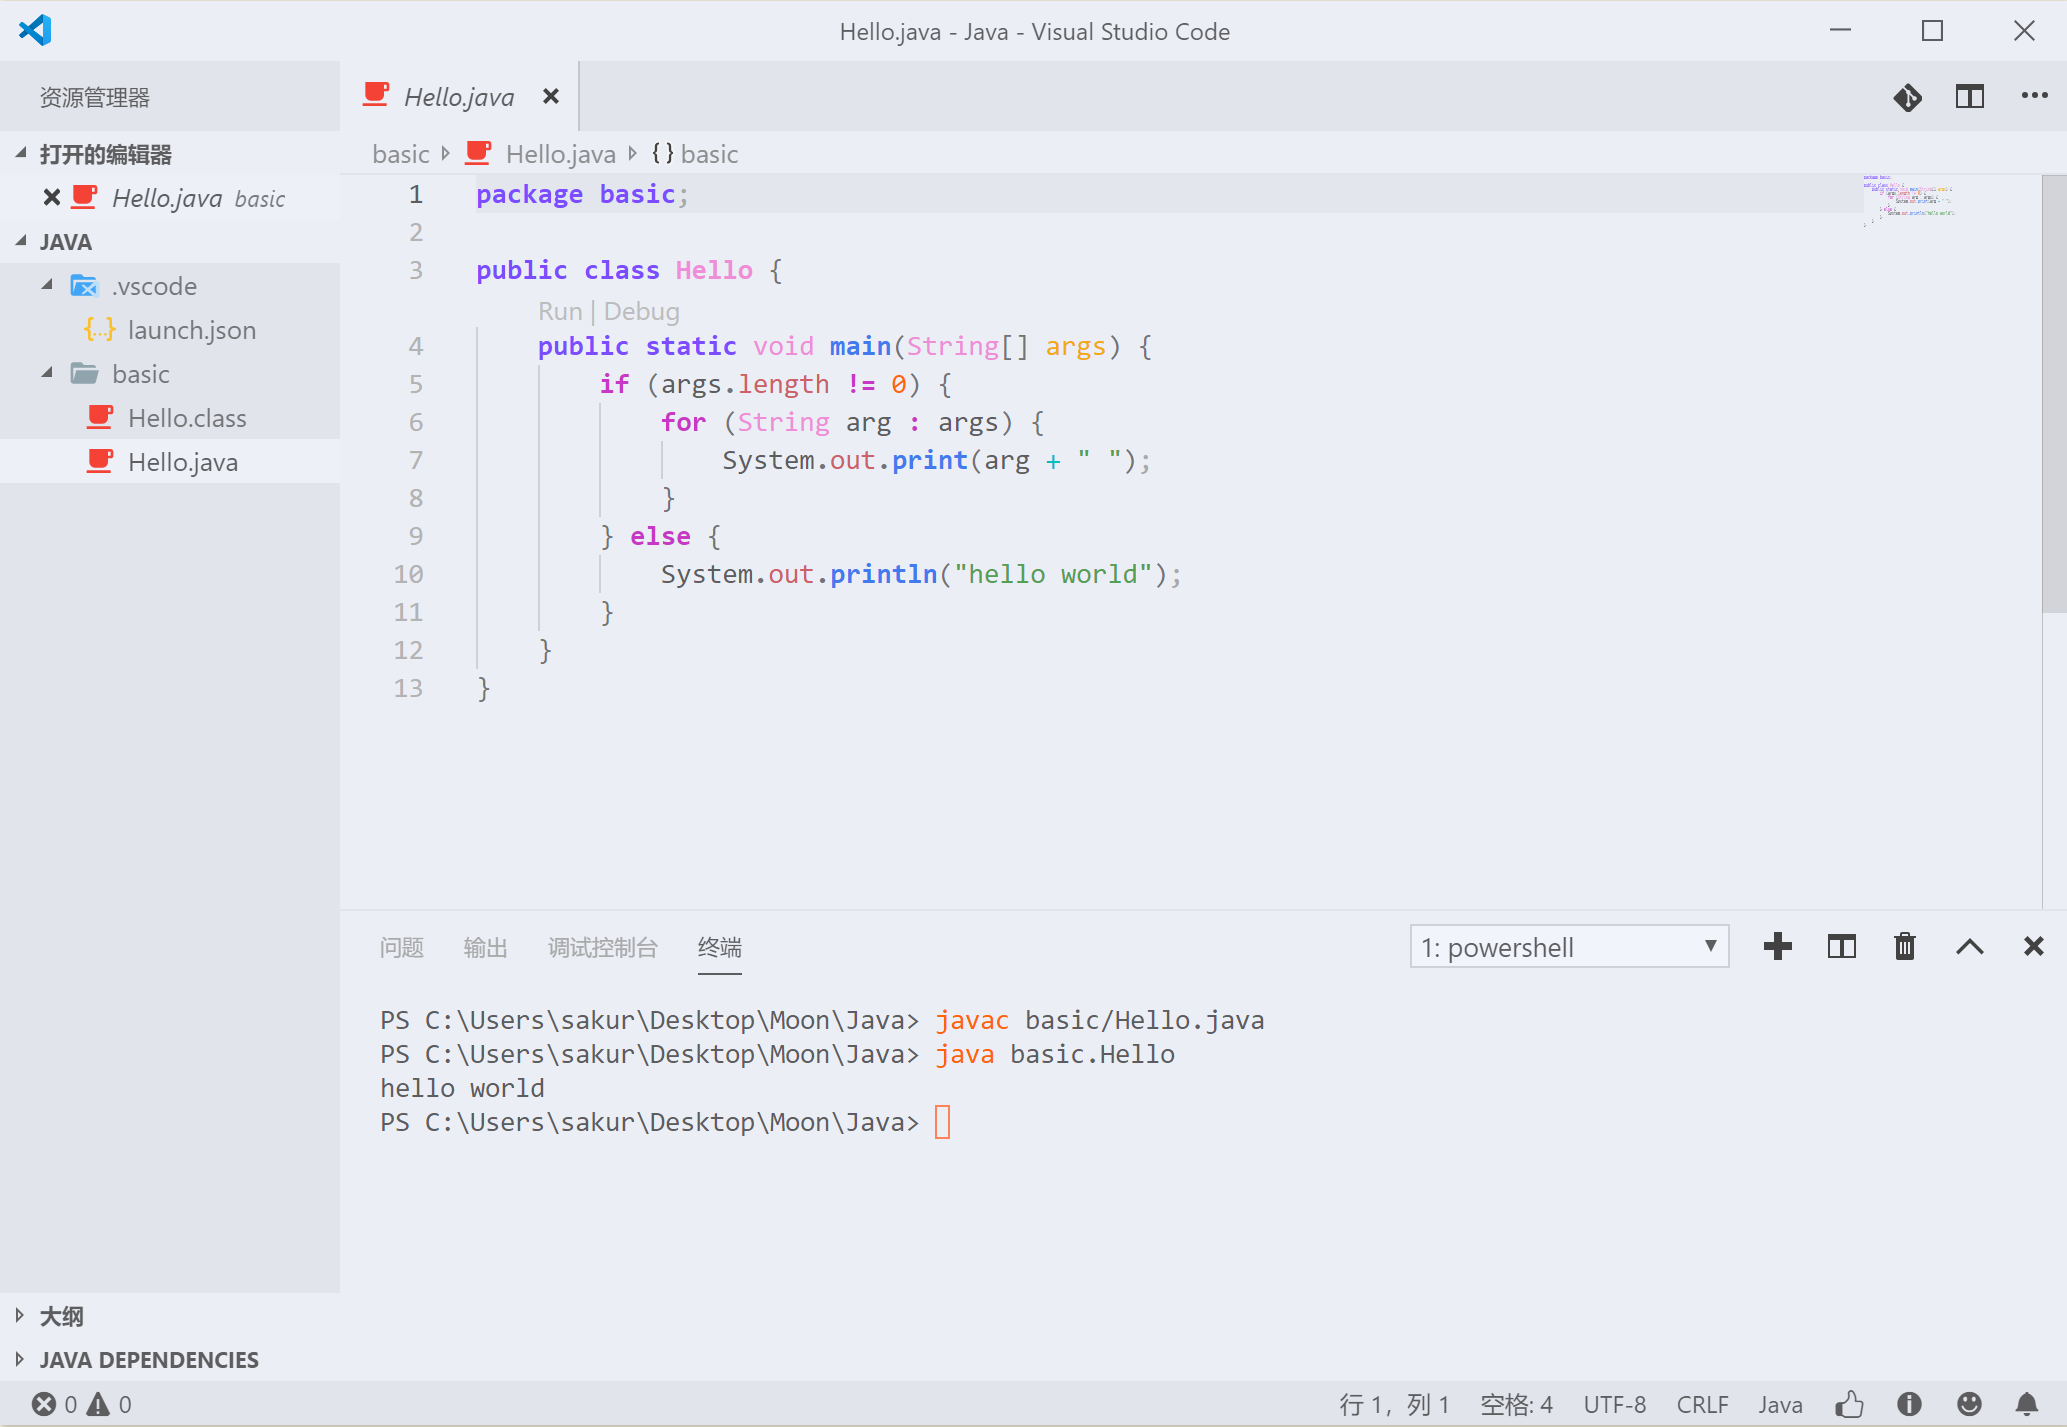 Hello.java - Java - Visual Studio Code
资源管理器
打开的编辑器
Hello.java basic
JAVA
.vscode
{..} launch.json
basic
Hello.class
Hello.java
大纲
JAVA DEPENDENCIES
Hello.java
basic Hello.java {} basic
1 package basic;
2
3 public class Hello {
Run | Debug
4 public static void main(String[] args) {
5 if (args.length != 0) {
6 for (String arg : args) {
7 System.out.print(arg + " ");
8 }
9 } else {
10 System.out.println("hello world");
11 }
12 }
13 }
问题 输出 调试控制台 终端 1: powershell
PS C:\Users\sakur\Desktop\Moon\Java> javac basic/Hello.java
PS C:\Users\sakur\Desktop\Moon\Java> java basic.Hello
hello world
PS C:\Users\sakur\Desktop\Moon\Java>
0 0 行 1，列 1 空格: 4 UTF-8 CRLF Java